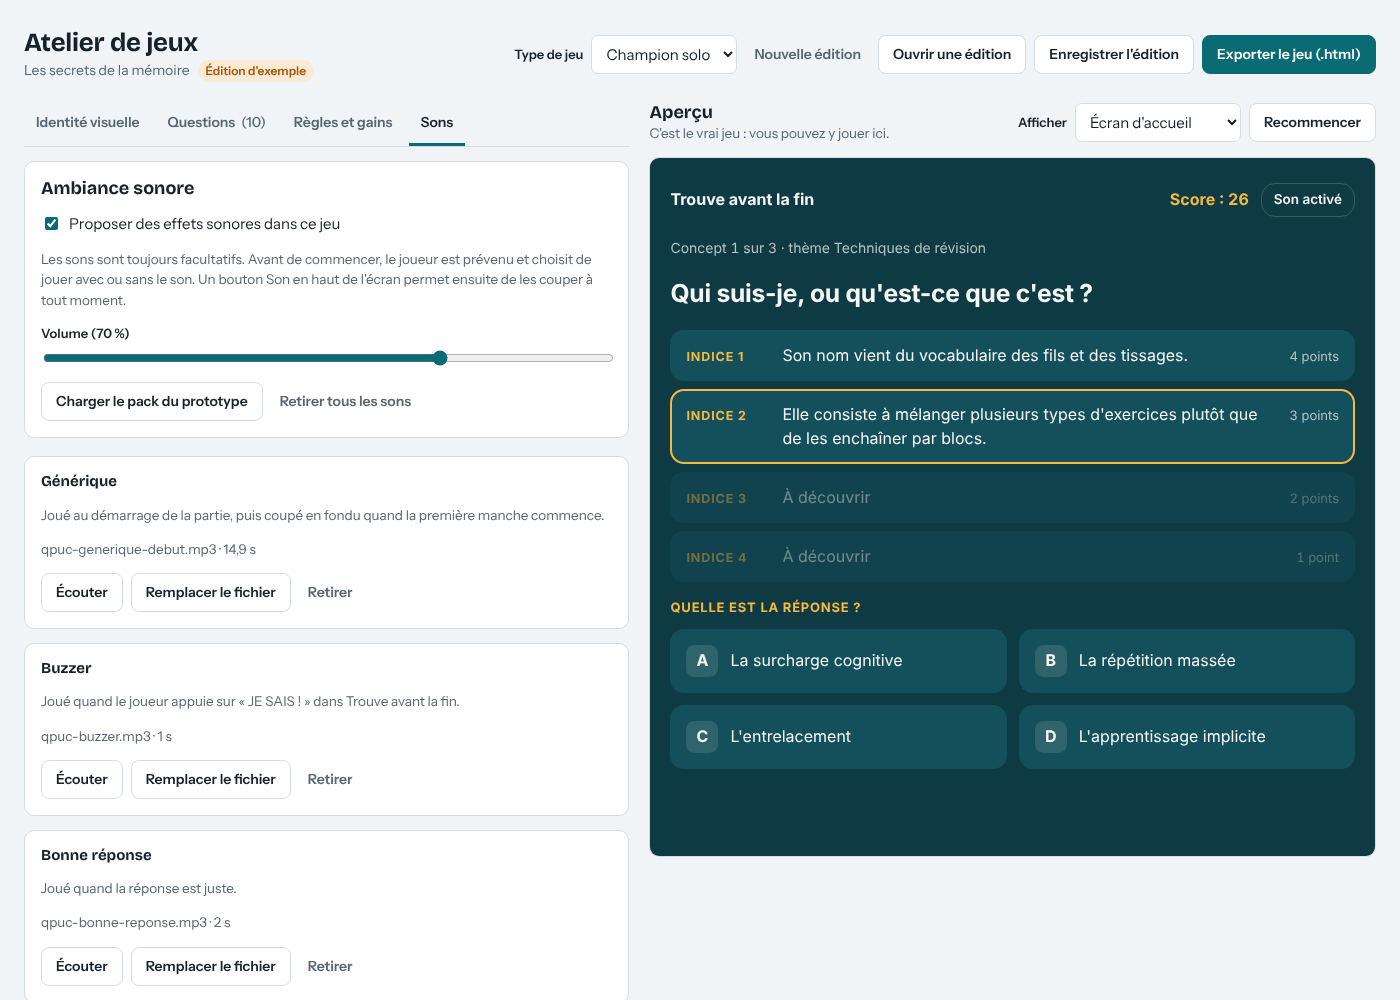 Atelier de jeux
Les secrets de la mémoire Édition d'exemple
Type de jeu Champion solo Nouvelle édition Ouvrir une édition Enregistrer l'édition Exporter le jeu (.html)
Identité visuelle Questions (10) Règles et gains Sons
Ambiance sonore
Proposer des effets sonores dans ce jeu
Les sons sont toujours facultatifs. Avant de commencer, le joueur est prévenu et choisit de
jouer avec ou sans le son. Un bouton Son en haut de l'écran permet ensuite de les couper à
tout moment.
Volume (70 %)
Charger le pack du prototype Retirer tous les sons
Générique
Joué au démarrage de la partie, puis coupé en fondu quand la première manche commence.
qpuc-generique-debut.mp3 · 14,9 s
Écouter Remplacer le fichier Retirer
Buzzer
Joué quand le joueur appuie sur « JE SAIS ! » dans Trouve avant la fin.
qpuc-buzzer.mp3 · 1 s
Écouter Remplacer le fichier Retirer
Bonne réponse
Joué quand la réponse est juste.
qpuc-bonne-reponse.mp3 · 2 s
Écouter Remplacer le fichier Retirer
Aperçu
C'est le vrai jeu : vous pouvez y jouer ici.
Afficher Écran d'accueil Recommencer
Trouve avant la fin Score : 26 Son activé
Concept 1 sur 3 · thème Techniques de révision
Qui suis-je, ou qu'est-ce que c'est ?
INDICE 1 Son nom vient du vocabulaire des fils et des tissages. 4 points
INDICE 2 Elle consiste à mélanger plusieurs types d'exercices plutôt que 3 points
de les enchaîner par blocs.
INDICE 3 À découvrir 2 points
INDICE 4 À découvrir 1 point
QUELLE EST LA RÉPONSE ?
A La surcharge cognitive
B La répétition massée
C L'entrelacement
D L'apprentissage implicite